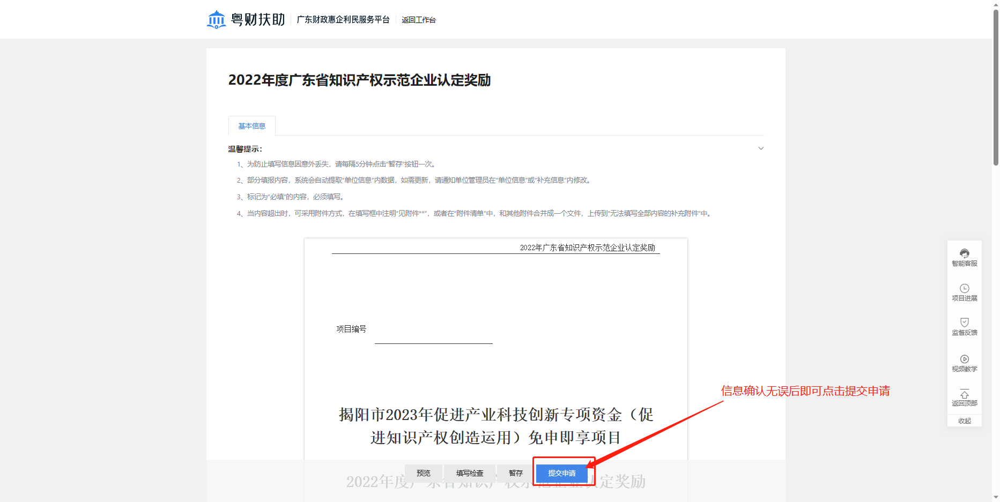 粤财扶助 广东财政惠企利民服务平台 返回工作台
2022年度广东省知识产权示范企业认定奖励
基本信息
温馨提示：
1、为防止填写信息因意外丢失，请每隔5分钟点击“暂存”按钮一次。
2、部分填报内容，系统会自动提取“单位信息”内数据，如需更新，请通知单位管理员在“单位信息”或“补充信息”内修改。
3、标记为“必填”的内容，必须填写。
4、当内容超出时，可采用附件方式，在填写框中注明“见附件**”，或者在“附件清单”中，和其他附件合并成一个文件，上传到“无法填写全部内容的补充附件”中。
2022年广东省知识产权示范企业认定奖励
项目编号
揭阳市2023年促进产业科技创新专项资金（促
进知识产权创造运用）免申即享项目
2022年度广东省知识产权示范企业认定奖励
预览 填写检查 暂存 提交申请
信息确认无误后即可点击提交申请
智能客服
项目进展
监督反馈
视频教学
返回顶部
收起